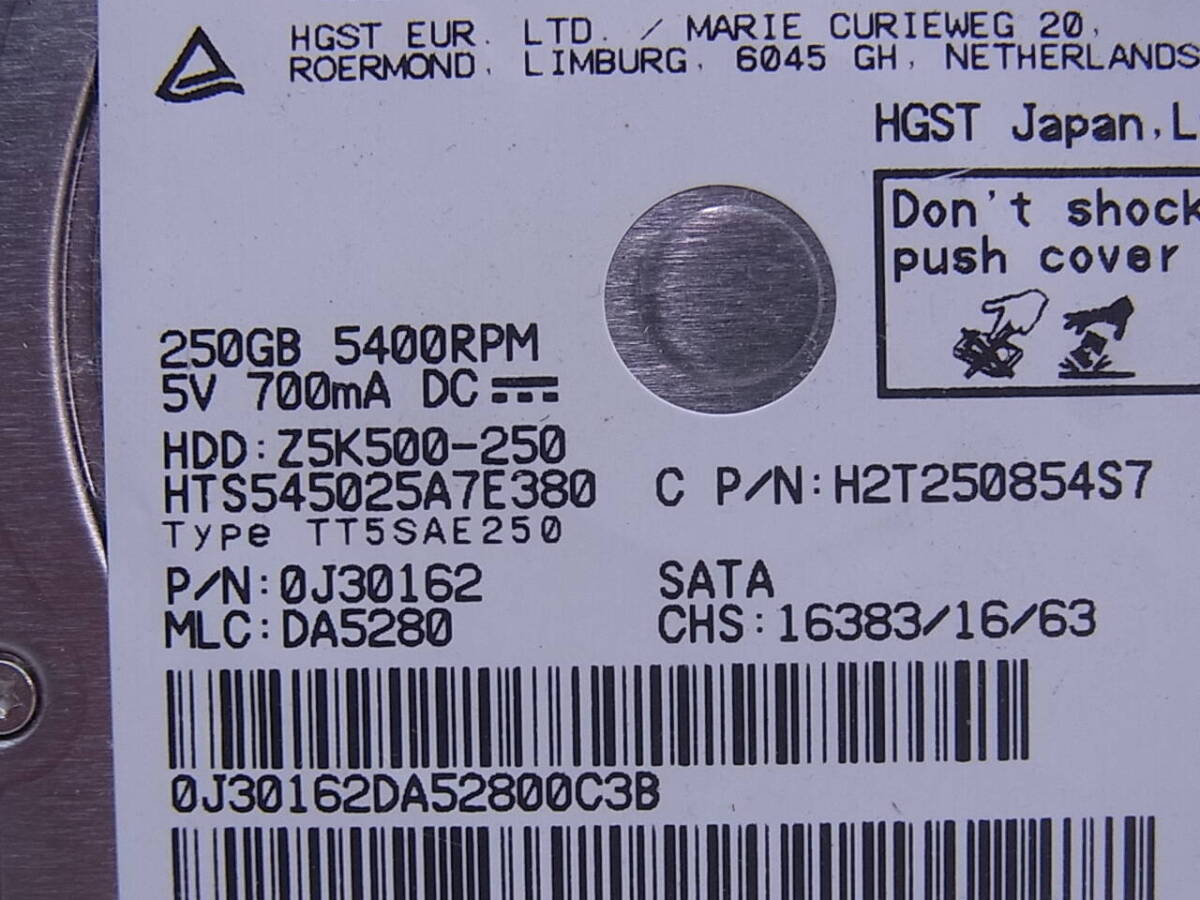 HGST EUR. LTD. / MARIE CURIEWEG 20,
ROERMOND, LIMBURG, 6045 GH, NETHERLANDS
HGST Japan, L
Don't shock
push cover
250GB 5400RPM
5V 700mA DC
HDD:Z5K500-250
HTS545025A7E380 C P/N:H2T250854S7
Type TT5SAE250
P/N:0J30162 SATA
MLC:DA5280 CHS:16383/16/63
0J30162DA52800C3B